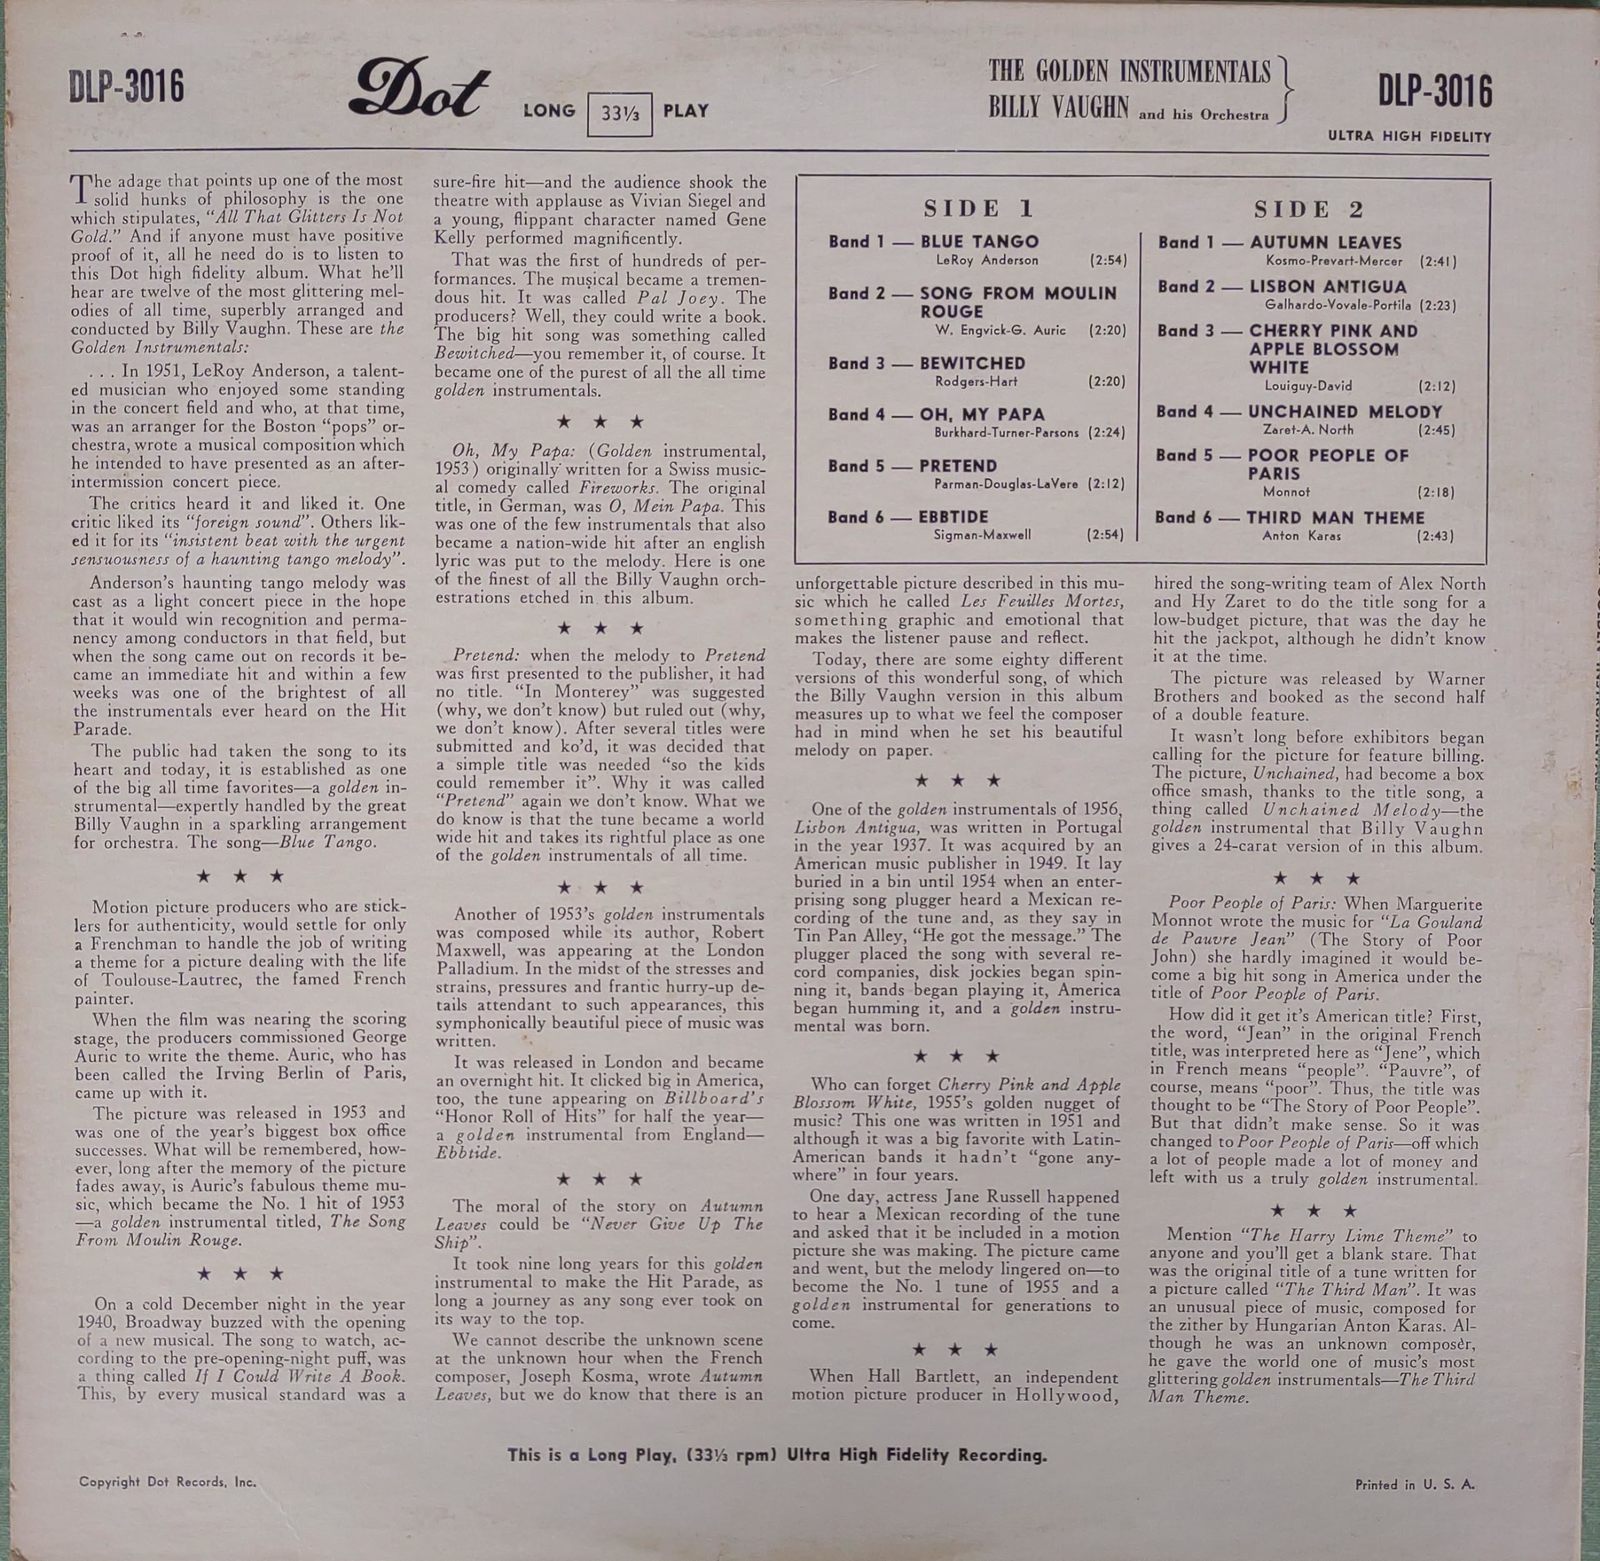 DLP-3016
Dot
LONG 33⅓ PLAY
THE GOLDEN INSTRUMENTALS
BILLY VAUGHN and his Orchestra
DLP-3016
ULTRA HIGH FIDELITY
The adage that points up one of the most
solid hunks of philosophy is the one
which stipulates, “All That Glitters Is Not
Gold.” And if anyone must have positive
proof of it, all he need do is to listen to
this Dot high fidelity album. What he’ll
hear are twelve of the most glittering mel-
odies of all time, superbly arranged and
conducted by Billy Vaughn. These are the
Golden Instrumentals:
. . . In 1951, LeRoy Anderson, a talent-
ed musician who enjoyed some standing
in the concert field and who, at that time,
was an arranger for the Boston “pops” or-
chestra, wrote a musical composition which
he intended to have presented as an after-
intermission concert piece.
The critics heard it and liked it. One
critic liked its “foreign sound”. Others lik-
ed it for its “insistent beat with the urgent
sensuousness of a haunting tango melody”.
Anderson’s haunting tango melody was
cast as a light concert piece in the hope
that it would win recognition and perma-
nency among conductors in that field, but
when the song came out on records it be-
came an immediate hit and within a few
weeks was one of the brightest of all
the instrumentals ever heard on the Hit
Parade.
The public had taken the song to its
heart and today, it is established as one
of the big all time favorites—a golden in-
strumental—expertly handled by the great
Billy Vaughn in a sparkling arrangement
for orchestra. The song—Blue Tango.
★ ★ ★
Motion picture producers who are stick-
lers for authenticity, would settle for only
a Frenchman to handle the job of writing
a theme for a picture dealing with the life
of Toulouse-Lautrec, the famed French
painter.
When the film was nearing the scoring
stage, the producers commissioned George
Auric to write the theme. Auric, who has
been called the Irving Berlin of Paris,
came up with it.
The picture was released in 1953 and
was one of the year’s biggest box office
successes. What will be remembered, how-
ever, long after the memory of the picture
fades away, is Auric’s fabulous theme mu-
sic, which became the No. 1 hit of 1953
—a golden instrumental titled, The Song
From Moulin Rouge.
★ ★ ★
On a cold December night in the year
1940, Broadway buzzed with the opening
of a new musical. The song to watch, ac-
cording to the pre-opening-night puff, was
a thing called If I Could Write A Book.
This, by every musical standard was a
sure-fire hit—and the audience shook the
theatre with applause as Vivian Siegel and
a young, flippant character named Gene
Kelly performed magnificently.
That was the first of hundreds of per-
formances. The musical became a tremen-
dous hit. It was called Pal Joey. The
producers? Well, they could write a book.
The big hit song was something called
Bewitched—you remember it, of course. It
became one of the purest of all the all time
golden instrumentals.
★ ★ ★
Oh, My Papa: (Golden instrumental,
1953) originally written for a Swiss music-
al comedy called Fireworks. The original
title, in German, was O, Mein Papa. This
was one of the few instrumentals that also
became a nation-wide hit after an english
lyric was put to the melody. Here is one
of the finest of all the Billy Vaughn orch-
estrations etched in this album.
★ ★ ★
Pretend: when the melody to Pretend
was first presented to the publisher, it had
no title. “In Monterey” was suggested
(why, we don’t know) but ruled out (why,
we don’t know). After several titles were
submitted and ko’d, it was decided that
a simple title was needed “so the kids
could remember it”. Why it was called
“Pretend” again we don’t know. What we
do know is that the tune became a world
wide hit and takes its rightful place as one
of the golden instrumentals of all time.
★ ★ ★
Another of 1953’s golden instrumentals
was composed while its author, Robert
Maxwell, was appearing at the London
Palladium. In the midst of the stresses and
strains, pressures and frantic hurry-up de-
tails attendant to such appearances, this
symphonically beautiful piece of music was
written.
It was released in London and became
an overnight hit. It clicked big in America,
too, the tune appearing on Billboard’s
“Honor Roll of Hits” for half the year—
a golden instrumental from England—
Ebbtide.
★ ★ ★
The moral of the story on Autumn
Leaves could be “Never Give Up The
Ship”.
It took nine long years for this golden
instrumental to make the Hit Parade, as
long a journey as any song ever took on
its way to the top.
We cannot describe the unknown scene
at the unknown hour when the French
composer, Joseph Kosma, wrote Autumn
Leaves, but we do know that there is an
SIDE 1
Band 1 — BLUE TANGO
LeRoy Anderson (2:54)
Band 2 — SONG FROM MOULIN
ROUGE
W. Engvick-G. Auric (2:20)
Band 3 — BEWITCHED
Rodgers-Hart (2:20)
Band 4 — OH, MY PAPA
Burkhard-Turner-Parsons (2:24)
Band 5 — PRETEND
Parman-Douglas-LaVere (2:12)
Band 6 — EBBTIDE
Sigman-Maxwell (2:54)
SIDE 2
Band 1 — AUTUMN LEAVES
Kosmo-Prevart-Mercer (2:41)
Band 2 — LISBON ANTIGUA
Galhardo-Vovale-Portila (2:23)
Band 3 — CHERRY PINK AND
APPLE BLOSSOM
WHITE
Louiguy-David (2:12)
Band 4 — UNCHAINED MELODY
Zaret-A. North (2:45)
Band 5 — POOR PEOPLE OF
PARIS
Monnot (2:18)
Band 6 — THIRD MAN THEME
Anton Karas (2:43)
unforgettable picture described in this mu-
sic which he called Les Feuilles Mortes,
something graphic and emotional that
makes the listener pause and reflect.
Today, there are some eighty different
versions of this wonderful song, of which
the Billy Vaughn version in this album
measures up to what we feel the composer
had in mind when he set his beautiful
melody on paper.
★ ★ ★
One of the golden instrumentals of 1956,
Lisbon Antigua, was written in Portugal
in the year 1937. It was acquired by an
American music publisher in 1949. It lay
buried in a bin until 1954 when an enter-
prising song plugger heard a Mexican re-
cording of the tune and, as they say in
Tin Pan Alley, “He got the message.” The
plugger placed the song with several re-
cord companies, disk jockies began spin-
ning it, bands began playing it, America
began humming it, and a golden instru-
mental was born.
★ ★ ★
Who can forget Cherry Pink and Apple
Blossom White, 1955’s golden nugget of
music? This one was written in 1951 and
although it was a big favorite with Latin-
American bands it hadn’t “gone any-
where” in four years.
One day, actress Jane Russell happened
to hear a Mexican recording of the tune
and asked that it be included in a motion
picture she was making. The picture came
and went, but the melody lingered on—to
become the No. 1 tune of 1955 and a
golden instrumental for generations to
come.
★ ★ ★
When Hall Bartlett, an independent
motion picture producer in Hollywood,
hired the song-writing team of Alex North
and Hy Zaret to do the title song for a
low-budget picture, that was the day he
hit the jackpot, although he didn’t know
it at the time.
The picture was released by Warner
Brothers and booked as the second half
of a double feature.
It wasn’t long before exhibitors began
calling for the picture for feature billing.
The picture, Unchained, had become a box
office smash, thanks to the title song, a
thing called Unchained Melody—the
golden instrumental that Billy Vaughn
gives a 24-carat version of in this album.
★ ★ ★
Poor People of Paris: When Marguerite
Monnot wrote the music for “La Gouland
de Pauvre Jean” (The Story of Poor
John) she hardly imagined it would be-
come a big hit song in America under the
title of Poor People of Paris.
How did it get it’s American title? First,
the word, “Jean” in the original French
title, was interpreted here as “Jene”, which
in French means “people”. “Pauvre”, of
course, means “poor”. Thus, the title was
thought to be “The Story of Poor People”.
But that didn’t make sense. So it was
changed to Poor People of Paris—off which
a lot of people made a lot of money and
left with us a truly golden instrumental.
★ ★ ★
Mention “The Harry Lime Theme” to
anyone and you’ll get a blank stare. That
was the original title of a tune written for
a picture called “The Third Man”. It was
an unusual piece of music, composed for
the zither by Hungarian Anton Karas. Al-
though he was an unknown composer,
he gave the world one of music’s most
glittering golden instrumentals—The Third
Man Theme.
This is a Long Play, (33⅓ rpm) Ultra High Fidelity Recording.
Copyright Dot Records, Inc.
Printed in U. S. A.